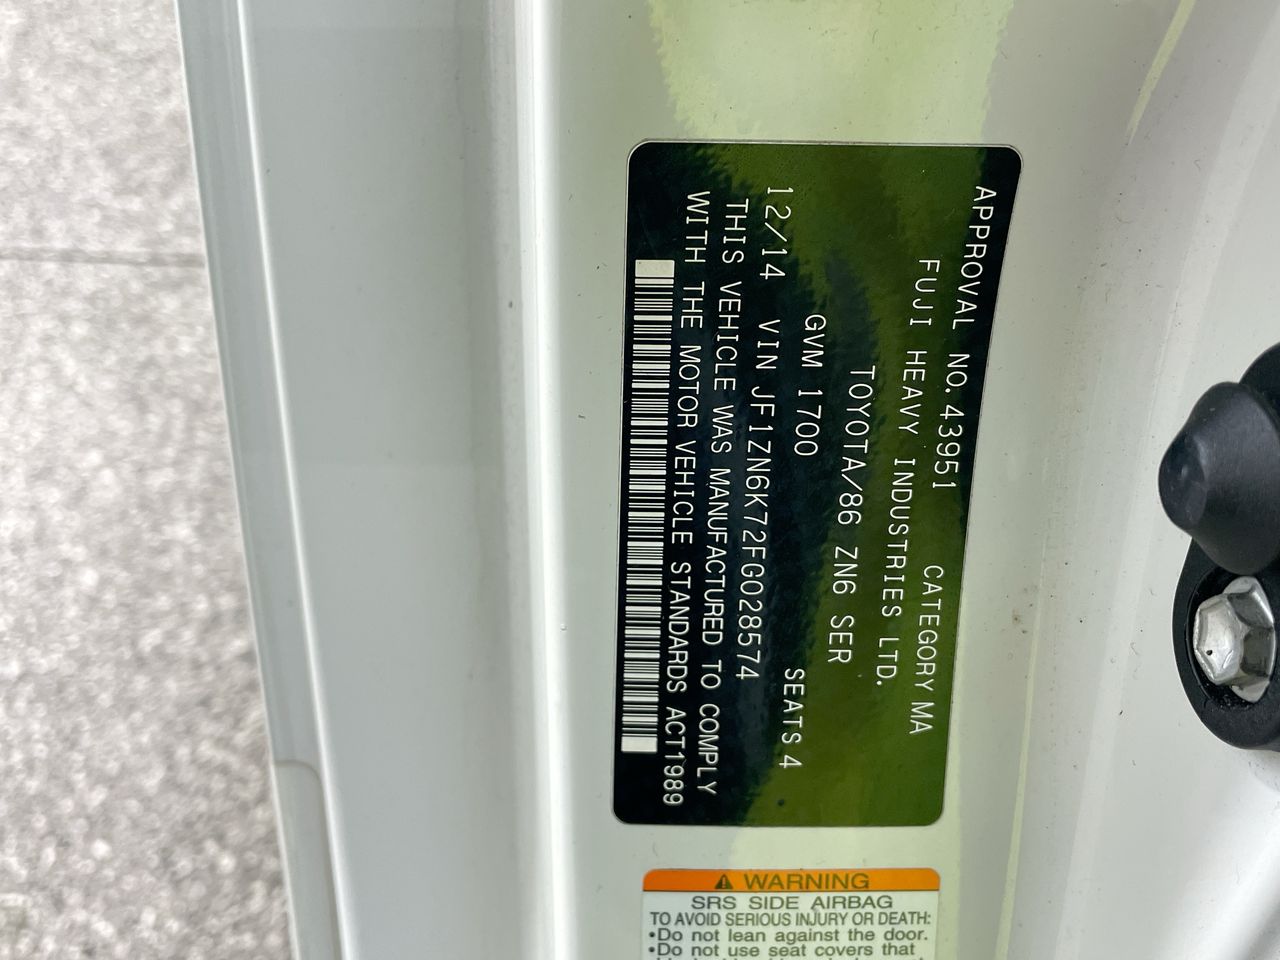 APPROVAL NO.43951 CATEGORY MA
FUJI HEAVY INDUSTRIES LTD.
TOYOTA/86 ZN6 SER
GVM 1700 SEATS 4
12/14 VIN JF1ZN6K72FG028574
THIS VEHICLE WAS MANUFACTURED TO COMPLY
WITH THE MOTOR VEHICLE STANDARDS ACT1989
WARNING
SRS SIDE AIRBAG
TO AVOID SERIOUS INJURY OR DEATH:
•Do not lean against the door.
•Do not use seat covers that